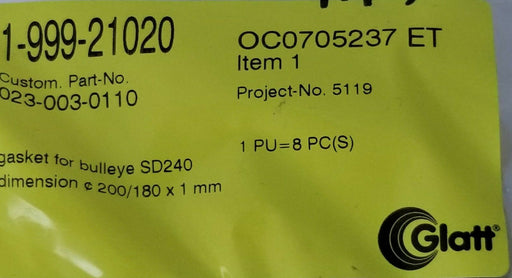 1-999-21020
OC0705237 ET
Item 1
Custom. Part-No.
023-003-0110
Project-No. 5119
1 PU=8 PC(S)
gasket for bulleye SD240
dimension ¢ 200/180 x 1 mm
Glatt®